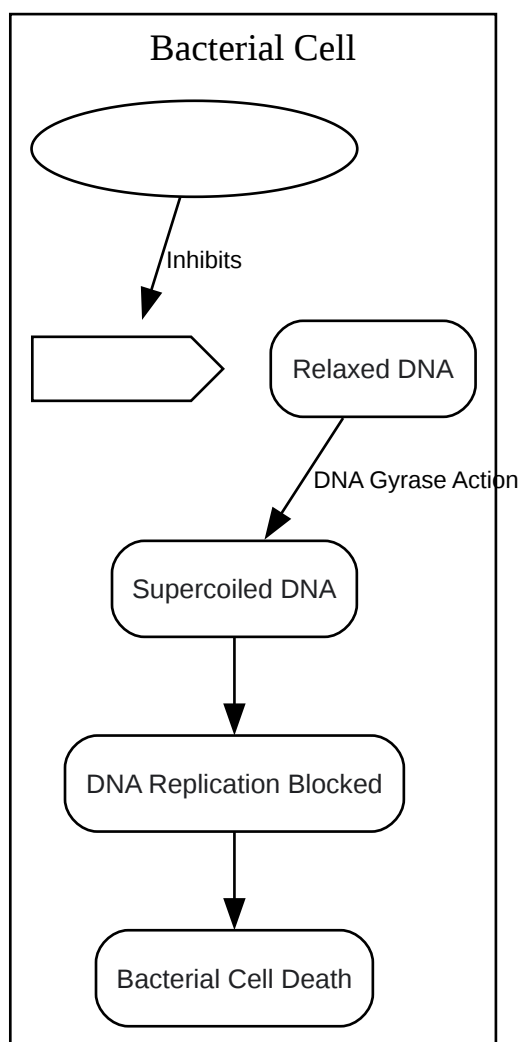 Bacterial Cell
Inhibits
Relaxed DNA
DNA Gyrase Action
Supercoiled DNA
DNA Replication Blocked
Bacterial Cell Death